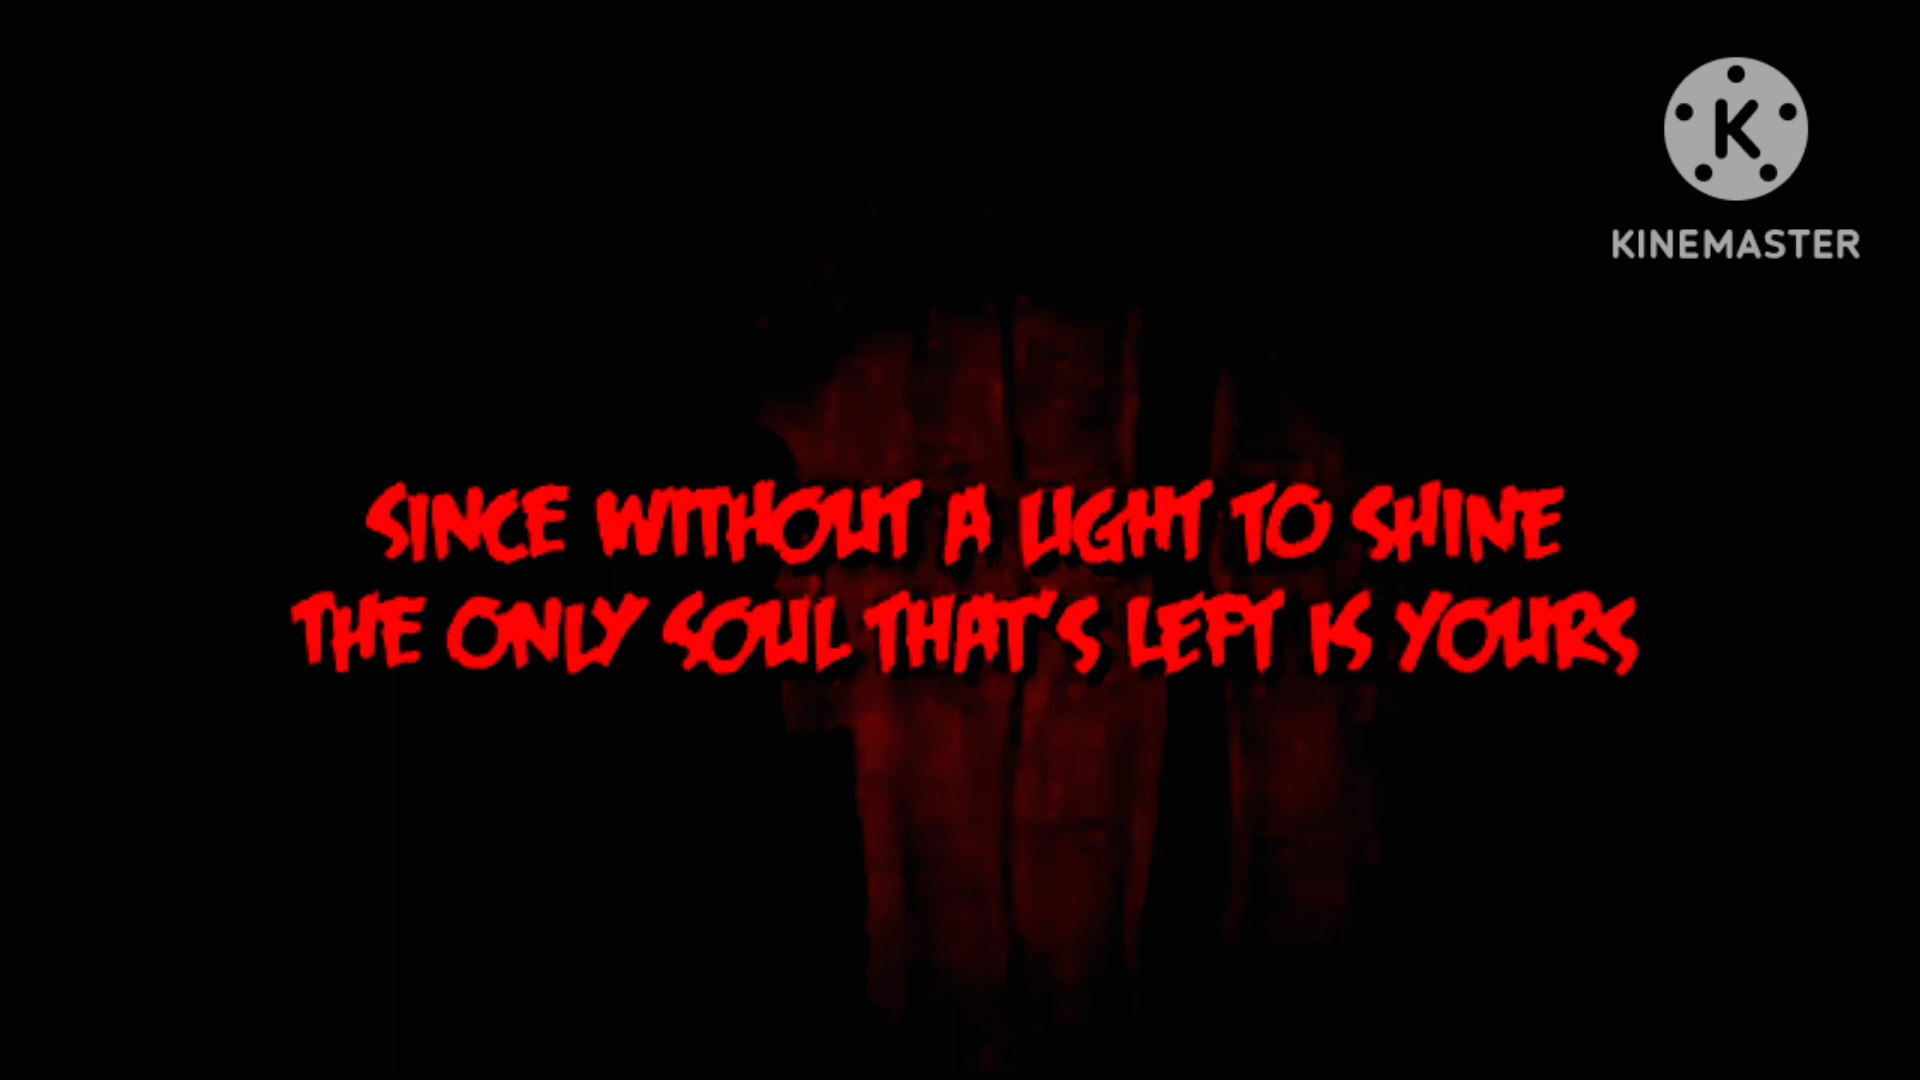 K
KINEMASTER
SINCE WITHOUT A LIGHT TO SHINE
THE ONLY SOUL THAT'S LEFT IS YOURS